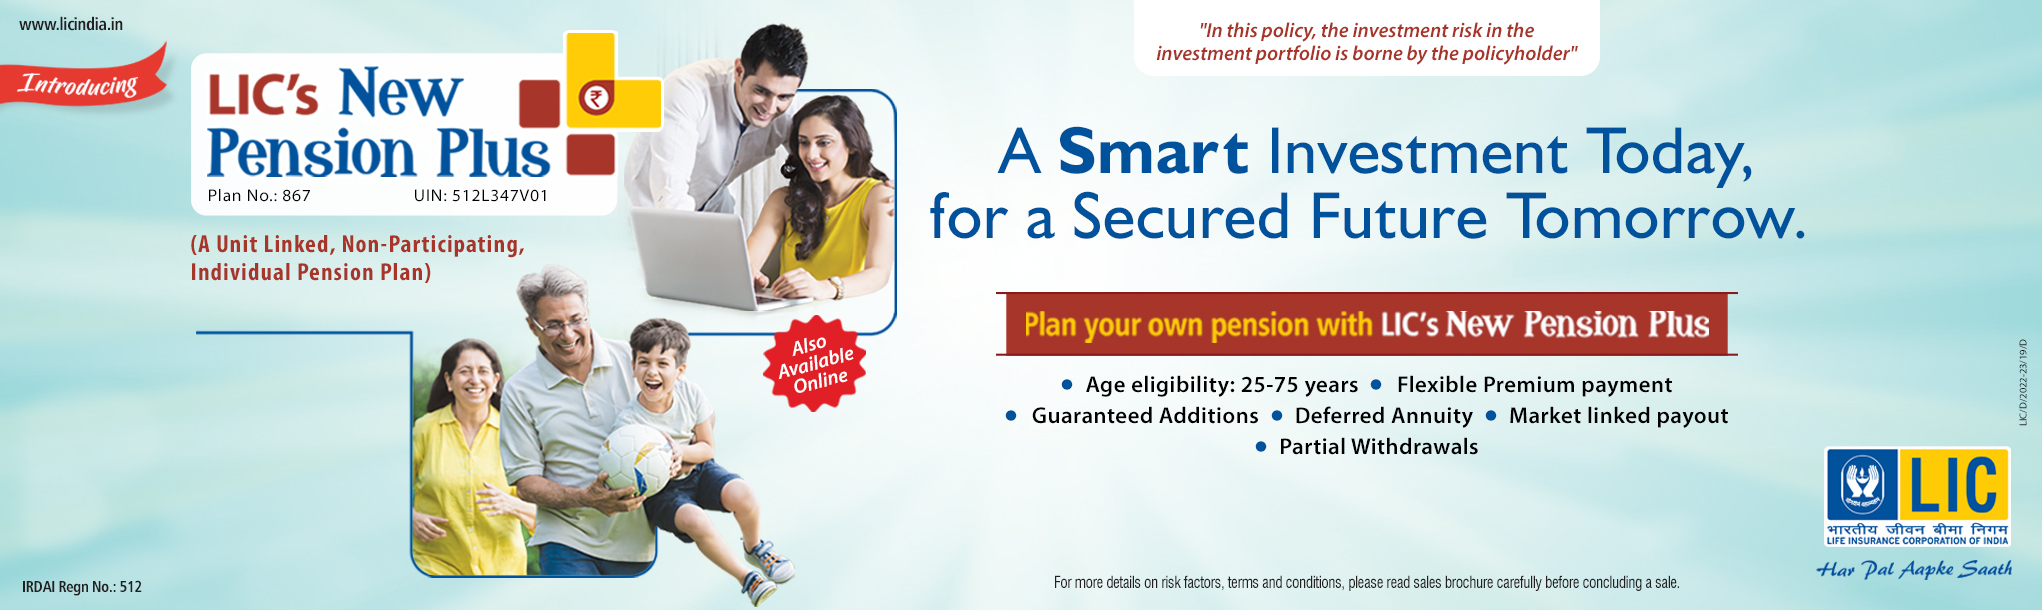 www.licindia.in
Introducing
LIC's New
Pension Plus
Plan No.: 867 UIN: 512L347V01
(A Unit Linked, Non-Participating,
Individual Pension Plan)
Also
Available
Online
"In this policy, the investment risk in the
investment portfolio is borne by the policyholder"
A Smart Investment Today,
for a Secured Future Tomorrow.
Plan your own pension with LIC's New Pension Plus
• Age eligibility: 25-75 years • Flexible Premium payment
• Guaranteed Additions • Deferred Annuity • Market linked payout
• Partial Withdrawals
LIC/D/2022-23/19/D
LIC
भारतीय जीवन बीमा निगम
LIFE INSURANCE CORPORATION OF INDIA
Har Pal Aapke Saath
IRDAI Regn No.: 512
For more details on risk factors, terms and conditions, please read sales brochure carefully before concluding a sale.